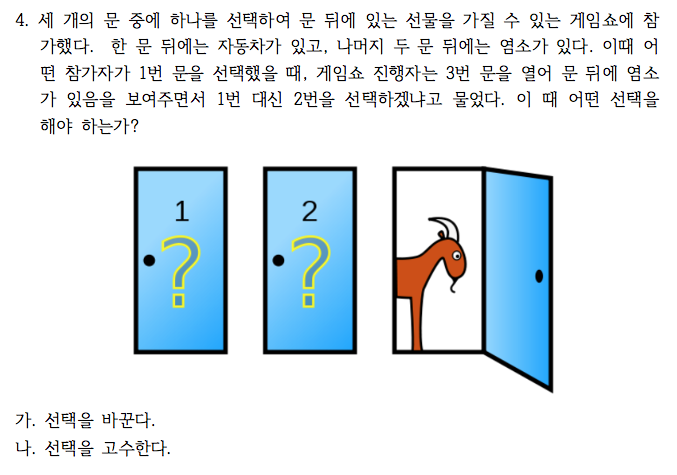 4. 세 개의 문 중에 하나를 선택하여 문 뒤에 있는 선물을 가질 수 있는 게임쇼에 참
가했다. 한 문 뒤에는 자동차가 있고, 나머지 두 문 뒤에는 염소가 있다. 이때 어
떤 참가자가 1번 문을 선택했을 때, 게임쇼 진행자는 3번 문을 열어 문 뒤에 염소
가 있음을 보여주면서 1번 대신 2번을 선택하겠냐고 물었다. 이 때 어떤 선택을
해야 하는가?
1 2
? ?
가. 선택을 바꾼다.
나. 선택을 고수한다.